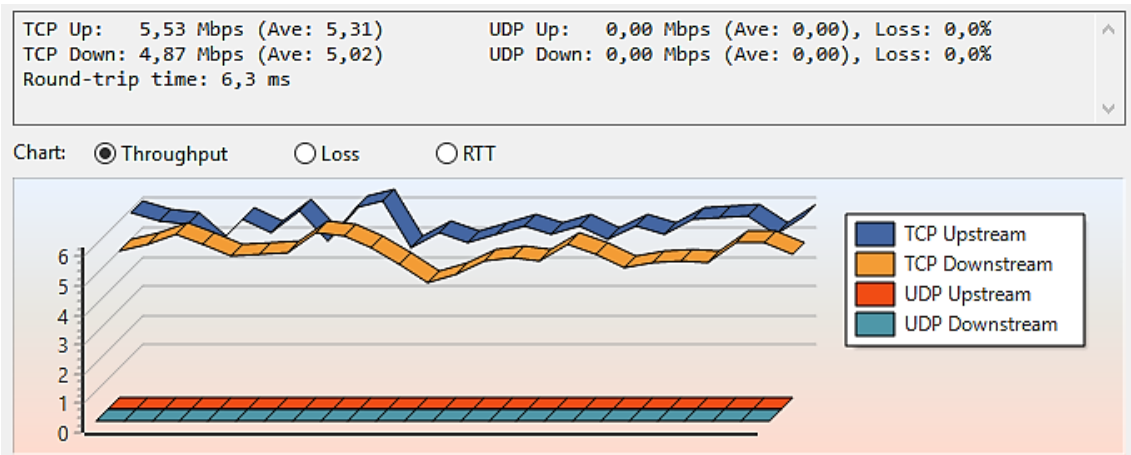 TCP Up: 5,53 Mbps (Ave: 5,31) UDP Up: 0,00 Mbps (Ave: 0,00), Loss: 0,0%
TCP Down: 4,87 Mbps (Ave: 5,02) UDP Down: 0,00 Mbps (Ave: 0,00), Loss: 0,0%
Round-trip time: 6,3 ms
Chart: Throughput Loss RTT
TCP Upstream
TCP Downstream
UDP Upstream
UDP Downstream
6
5
4
3
2
1
0